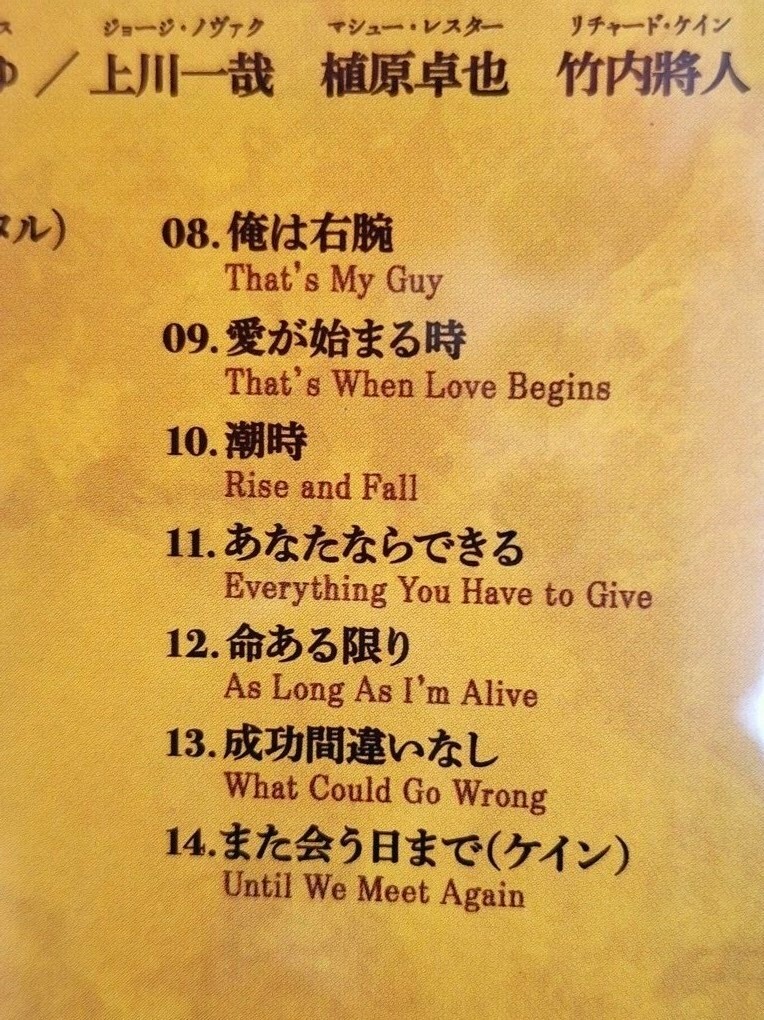 ス ジョージ・ノヴァク マシュー・レスター リチャード・ケイン
ゆ／上川一哉 植原卓也 竹内將人
タル）
08.俺は右腕
That's My Guy
09.愛が始まる時
That's When Love Begins
10.潮時
Rise and Fall
11.あなたならできる
Everything You Have to Give
12.命ある限り
As Long As I'm Alive
13.成功間違いなし
What Could Go Wrong
14.また会う日まで（ケイン）
Until We Meet Again